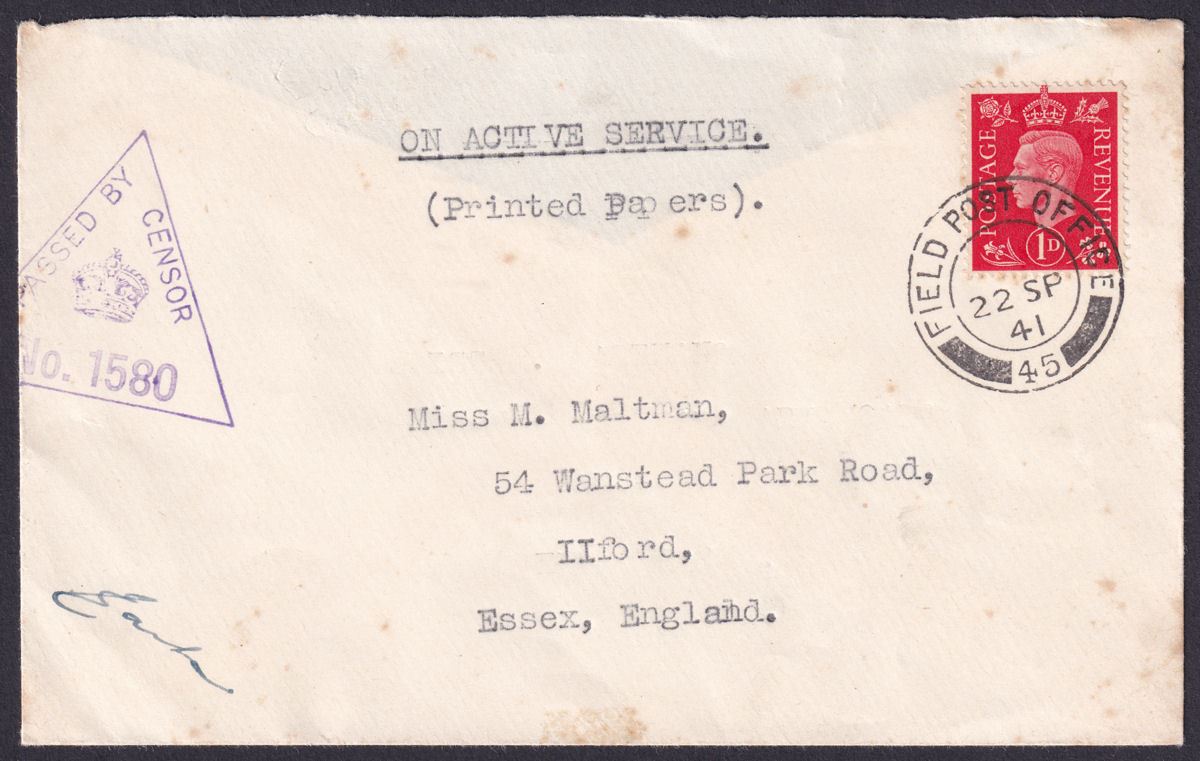 ON ACTIVE SERVICE.
(Printed Papers).
PASSED BY
CENSOR
No. 1580
POSTAGE
REVENUE
1D
FIELD POST OFFICE
22 SP
41
45
Miss M. Maltman,
54 Wanstead Park Road,
IIford,
Essex, England.